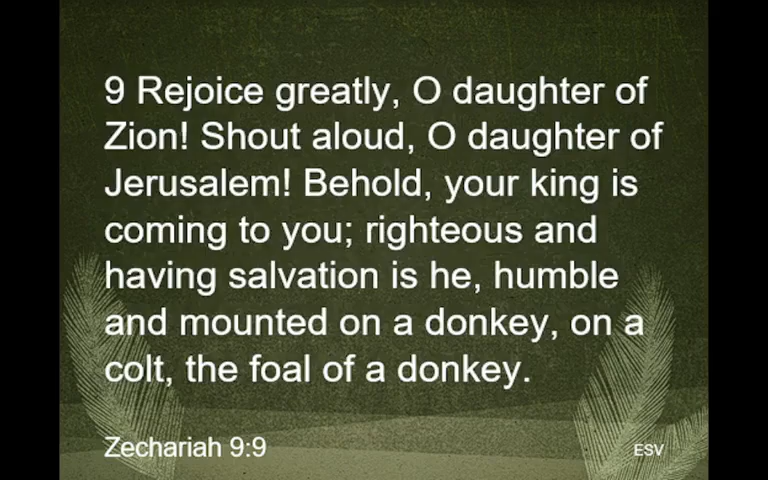 9 Rejoice greatly, O daughter of
Zion! Shout aloud, O daughter of
Jerusalem! Behold, your king is
coming to you; righteous and
having salvation is he, humble
and mounted on a donkey, on a
colt, the foal of a donkey.
Zechariah 9:9
ESV